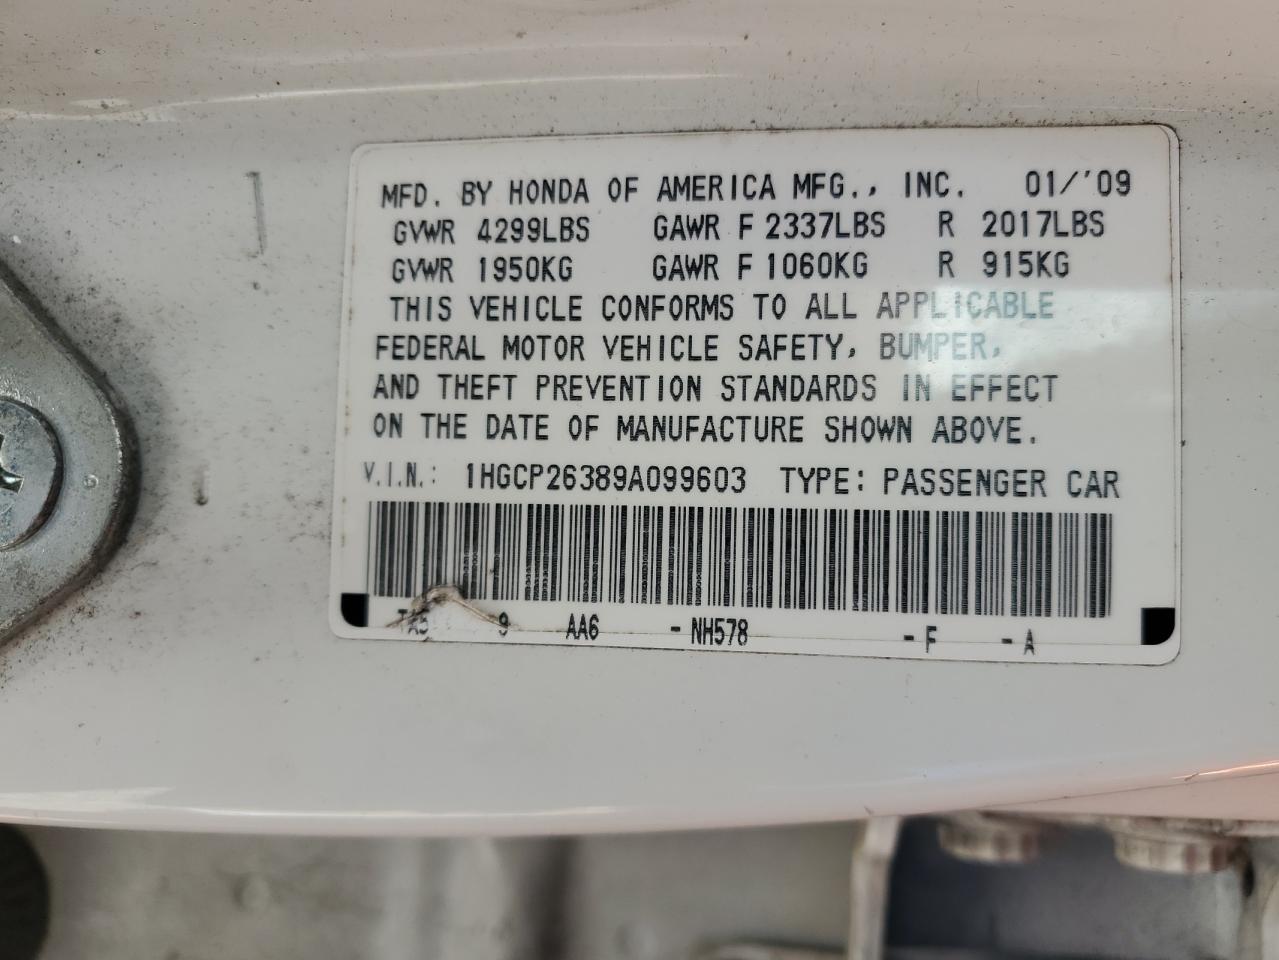 MFD. BY HONDA OF AMERICA MFG., INC. 01/'09
GVWR 4299LBS GAWR F 2337LBS R 2017LBS
GVWR 1950KG GAWR F 1060KG R 915KG
THIS VEHICLE CONFORMS TO ALL APPLICABLE
FEDERAL MOTOR VEHICLE SAFETY, BUMPER,
AND THEFT PREVENTION STANDARDS IN EFFECT
ON THE DATE OF MANUFACTURE SHOWN ABOVE.
V.I.N.: 1HGCP26389A099603 TYPE: PASSENGER CAR
9 AA6 - NH578 - F - A